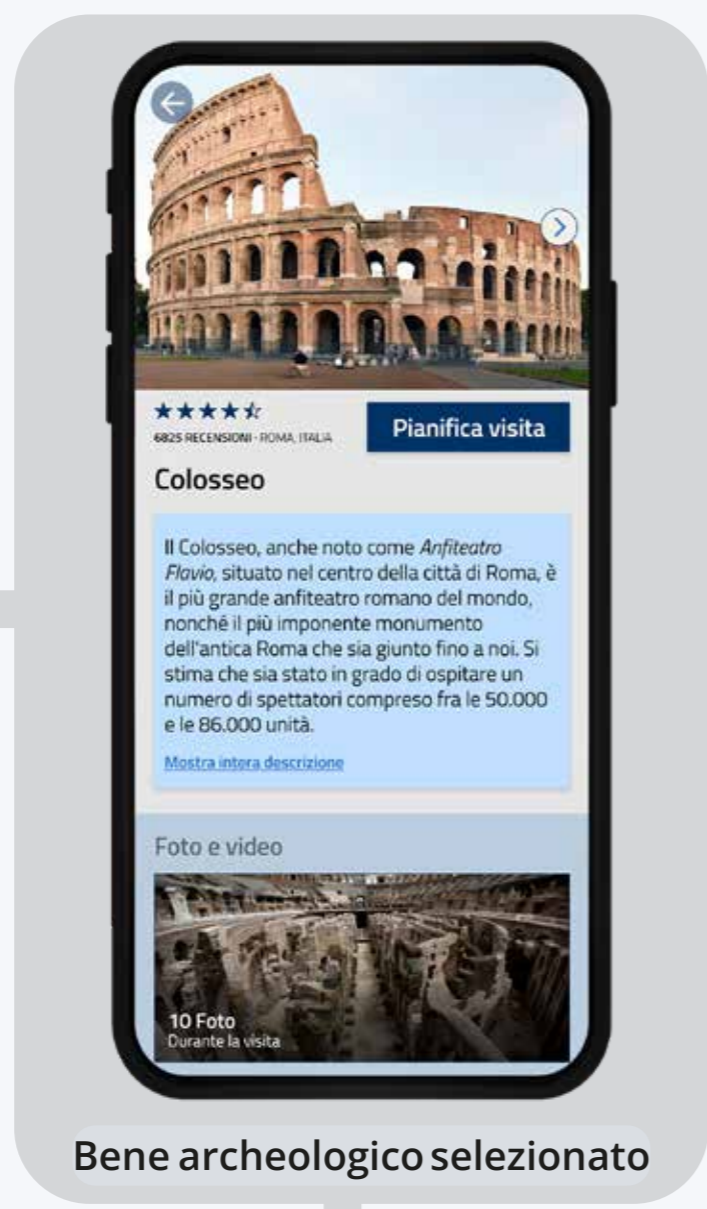 Pianifica visita
6825 RECENSIONI - ROMA, ITALIA
Colosseo
Il Colosseo, anche noto come Anfiteatro
Flavio, situato nel centro della città di Roma, è
il più grande anfiteatro romano del mondo,
nonché il più imponente monumento
dell'antica Roma che sia giunto fino a noi. Si
stima che sia stato in grado di ospitare un
numero di spettatori compreso fra le 50.000
e le 86.000 unità.
Mostra intera descrizione
Foto e video
10 Foto
Durante la visita
Bene archeologico selezionato